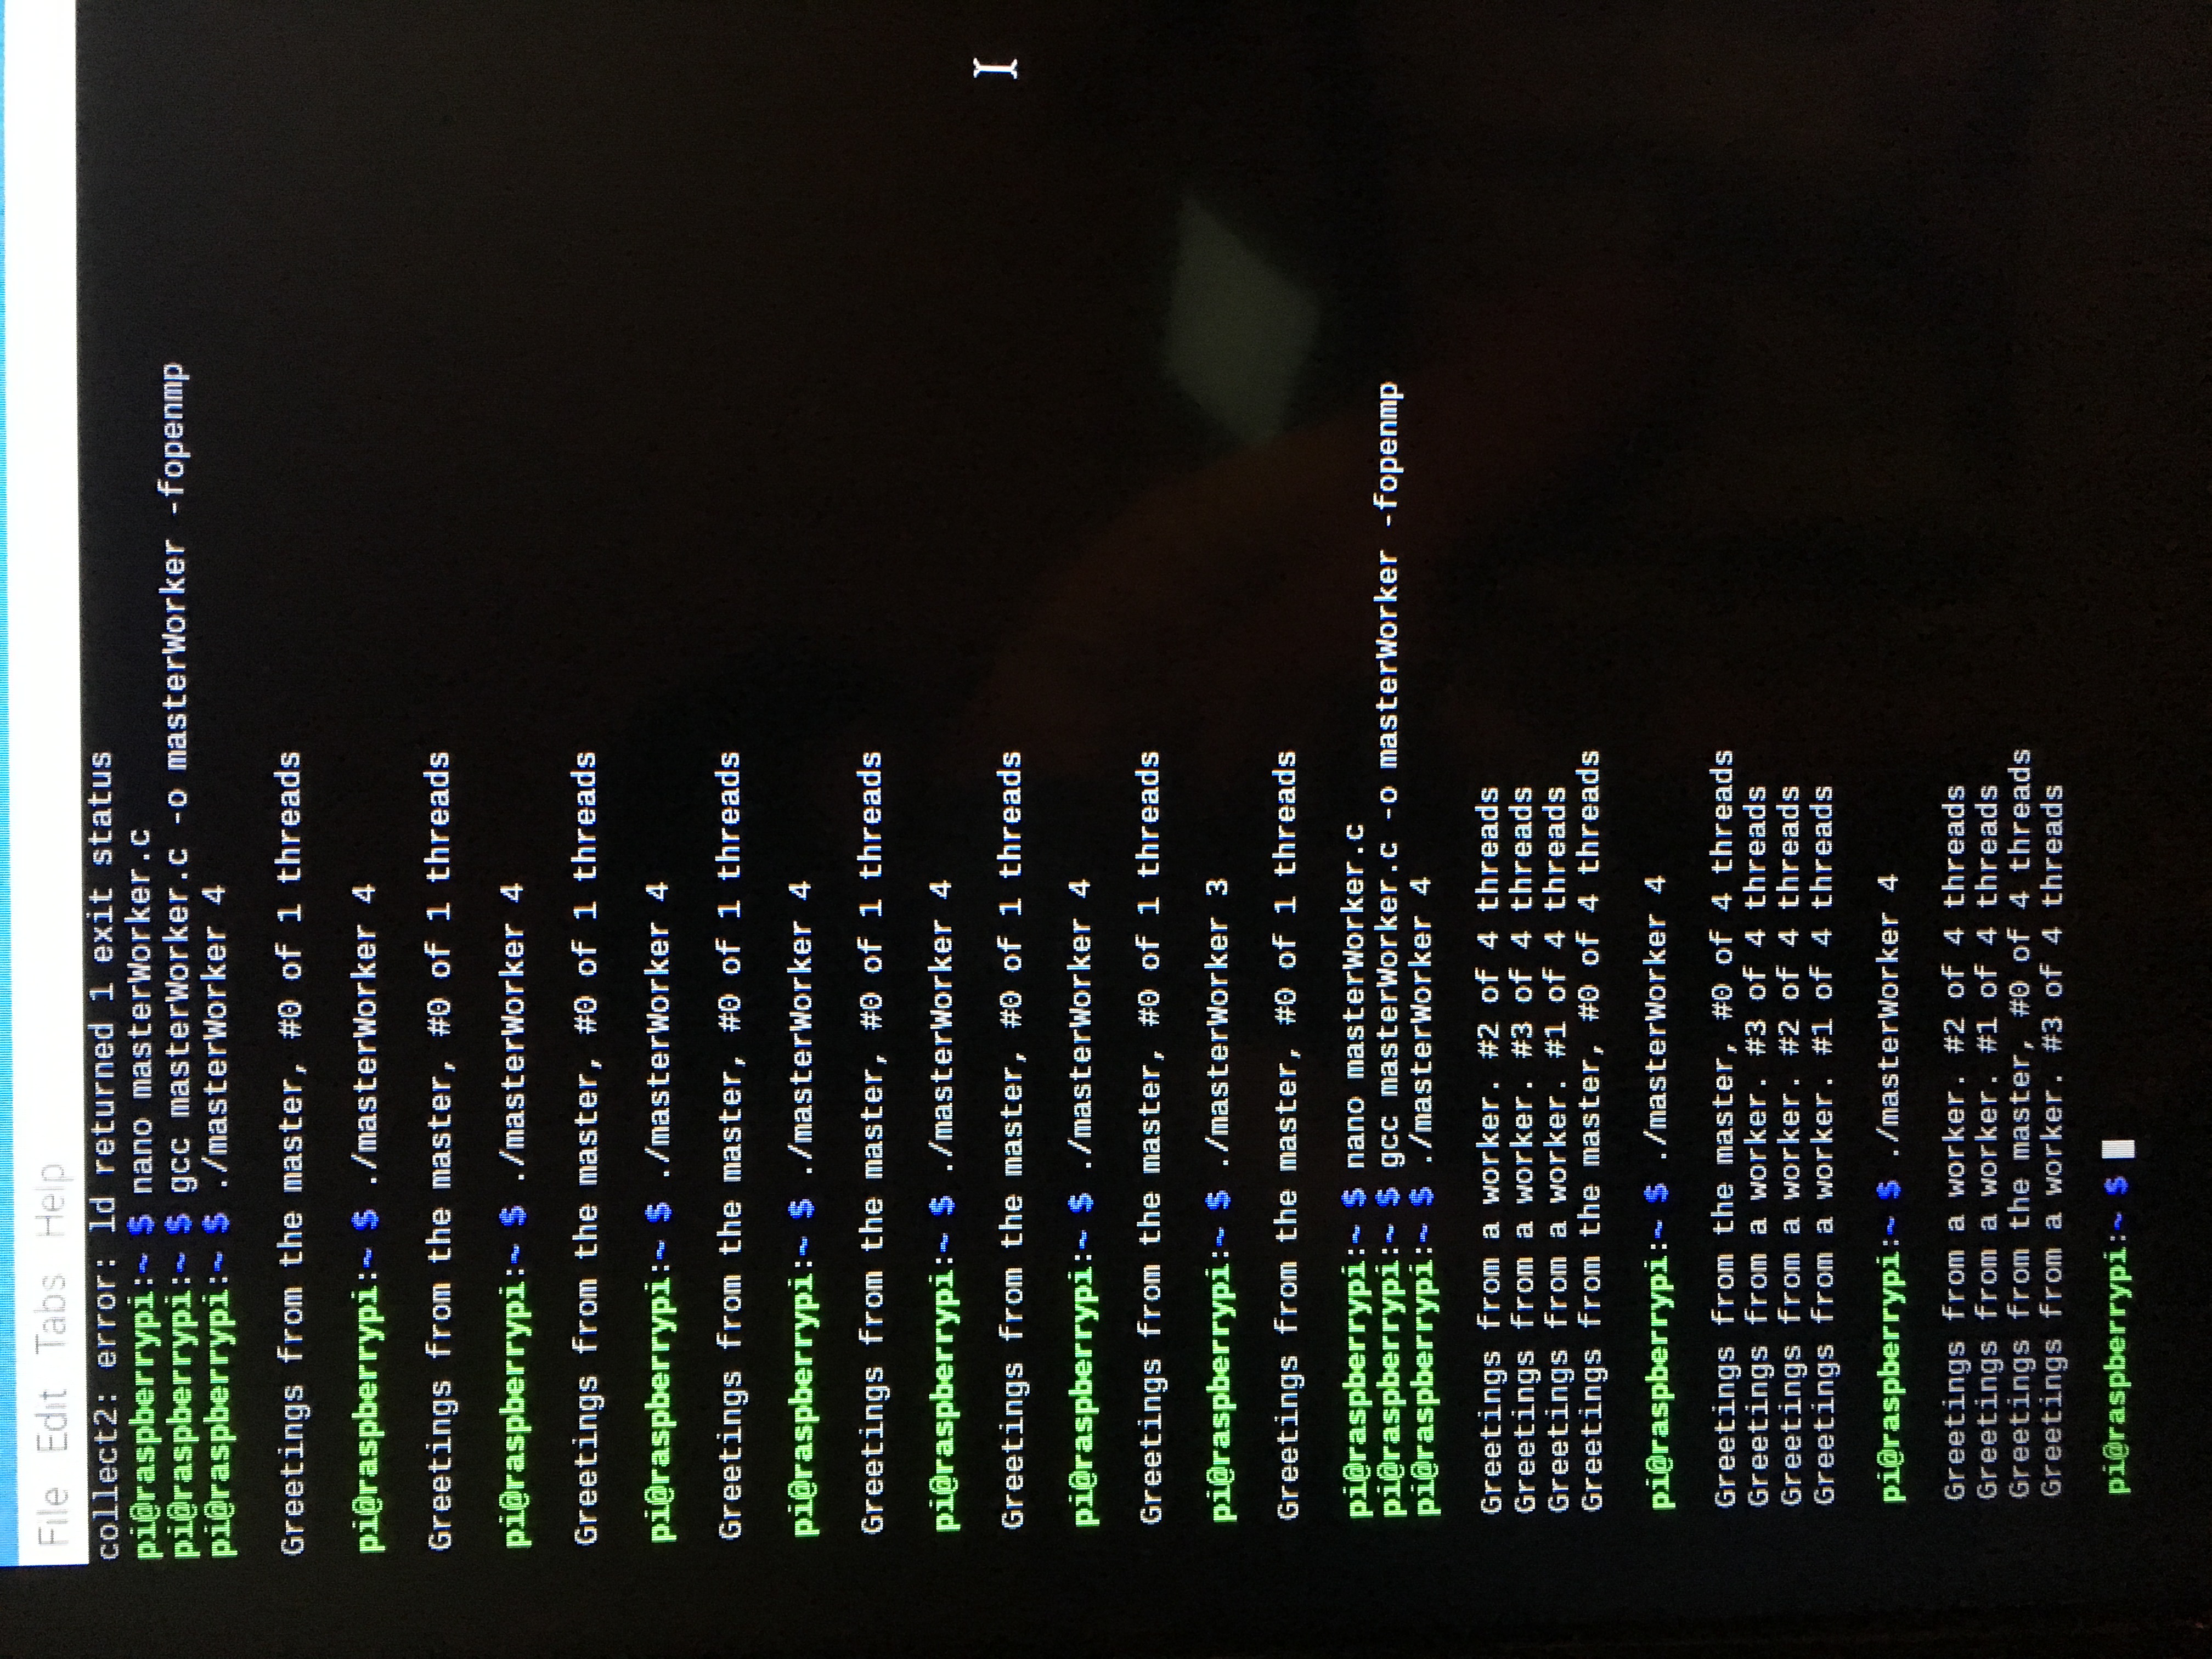 File Edit Tabs Help
collect2: error: ld returned 1 exit status
pi@raspberrypi:~ $ nano masterWorker.c
pi@raspberrypi:~ $ gcc masterWorker.c -o masterWorker -fopenmp
pi@raspberrypi:~ $ ./masterWorker 4
Greetings from the master, #0 of 1 threads
pi@raspberrypi:~ $ ./masterWorker 4
Greetings from the master, #0 of 1 threads
pi@raspberrypi:~ $ ./masterWorker 4
Greetings from the master, #0 of 1 threads
pi@raspberrypi:~ $ ./masterWorker 4
Greetings from the master, #0 of 1 threads
pi@raspberrypi:~ $ ./masterWorker 4
Greetings from the master, #0 of 1 threads
pi@raspberrypi:~ $ ./masterWorker 4
Greetings from the master, #0 of 1 threads
pi@raspberrypi:~ $ ./masterWorker 4
Greetings from the master, #0 of 1 threads
pi@raspberrypi:~ $ ./masterWorker 3
Greetings from the master, #0 of 1 threads
pi@raspberrypi:~ $ nano masterWorker.c
pi@raspberrypi:~ $ gcc masterWorker.c -o masterWorker -fopenmp
pi@raspberrypi:~ $ ./masterWorker 4
Greetings from a worker. #2 of 4 threads
Greetings from a worker. #3 of 4 threads
Greetings from a worker. #1 of 4 threads
Greetings from the master, #0 of 4 threads
pi@raspberrypi:~ $ ./masterWorker 4
Greetings from the master, #0 of 4 threads
Greetings from a worker. #3 of 4 threads
Greetings from a worker. #2 of 4 threads
Greetings from a worker. #1 of 4 threads
pi@raspberrypi:~ $ ./masterWorker 4
Greetings from a worker. #2 of 4 threads
Greetings from a worker. #1 of 4 threads
Greetings from the master, #0 of 4 threads
Greetings from a worker. #3 of 4 threads
pi@raspberrypi:~ $